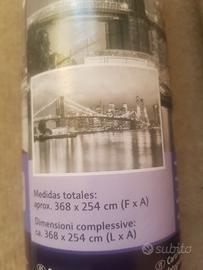 Medidas totales:
aprox. 368 x 254 cm (F x A)
Dimensioni complessive:
ca. 368 x 254 cm (L x A)
subito